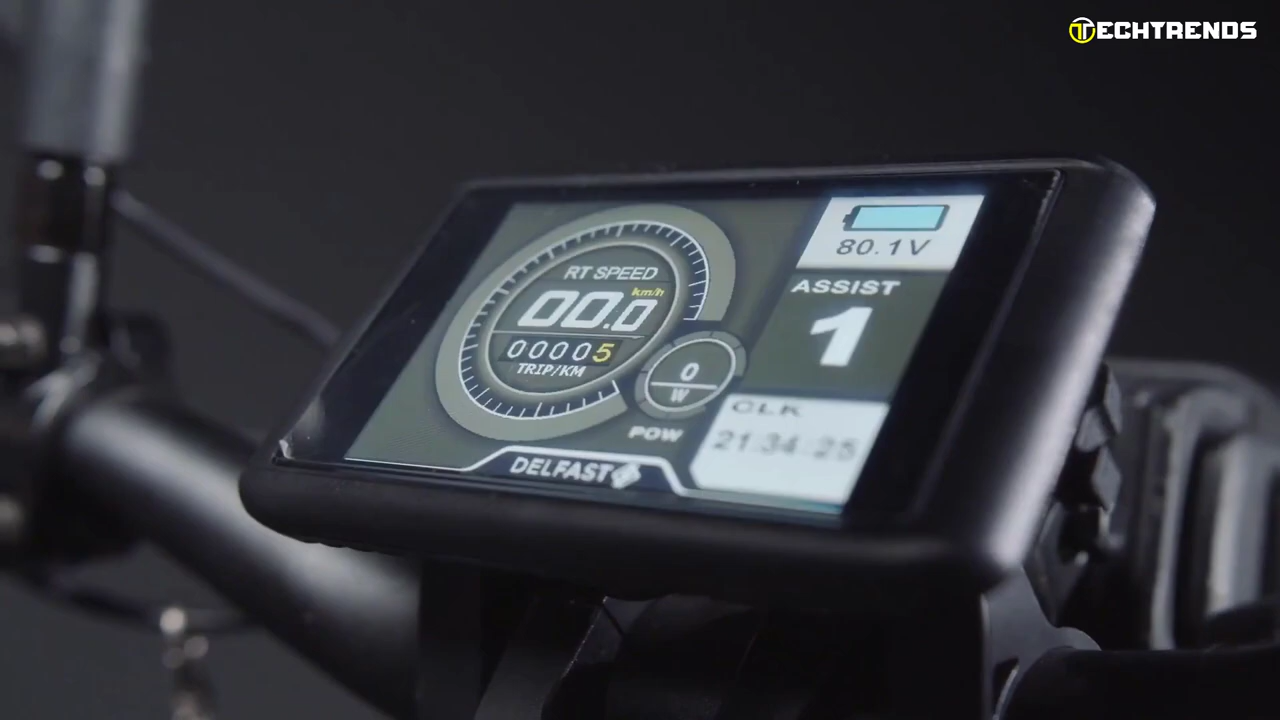 TECHTRENDS
80.1V
RT SPEED
km/h
00.0
00005
TRIP/KM
ASSIST
1
0
W
POW
CLK
21:34:25
DELFAST